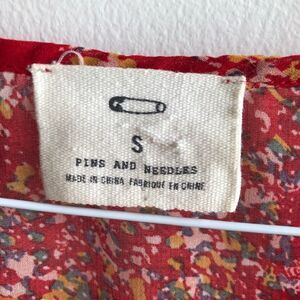 S
PINS AND NEEDLES
MADE IN CHINA FABRIQUE EN CHINE